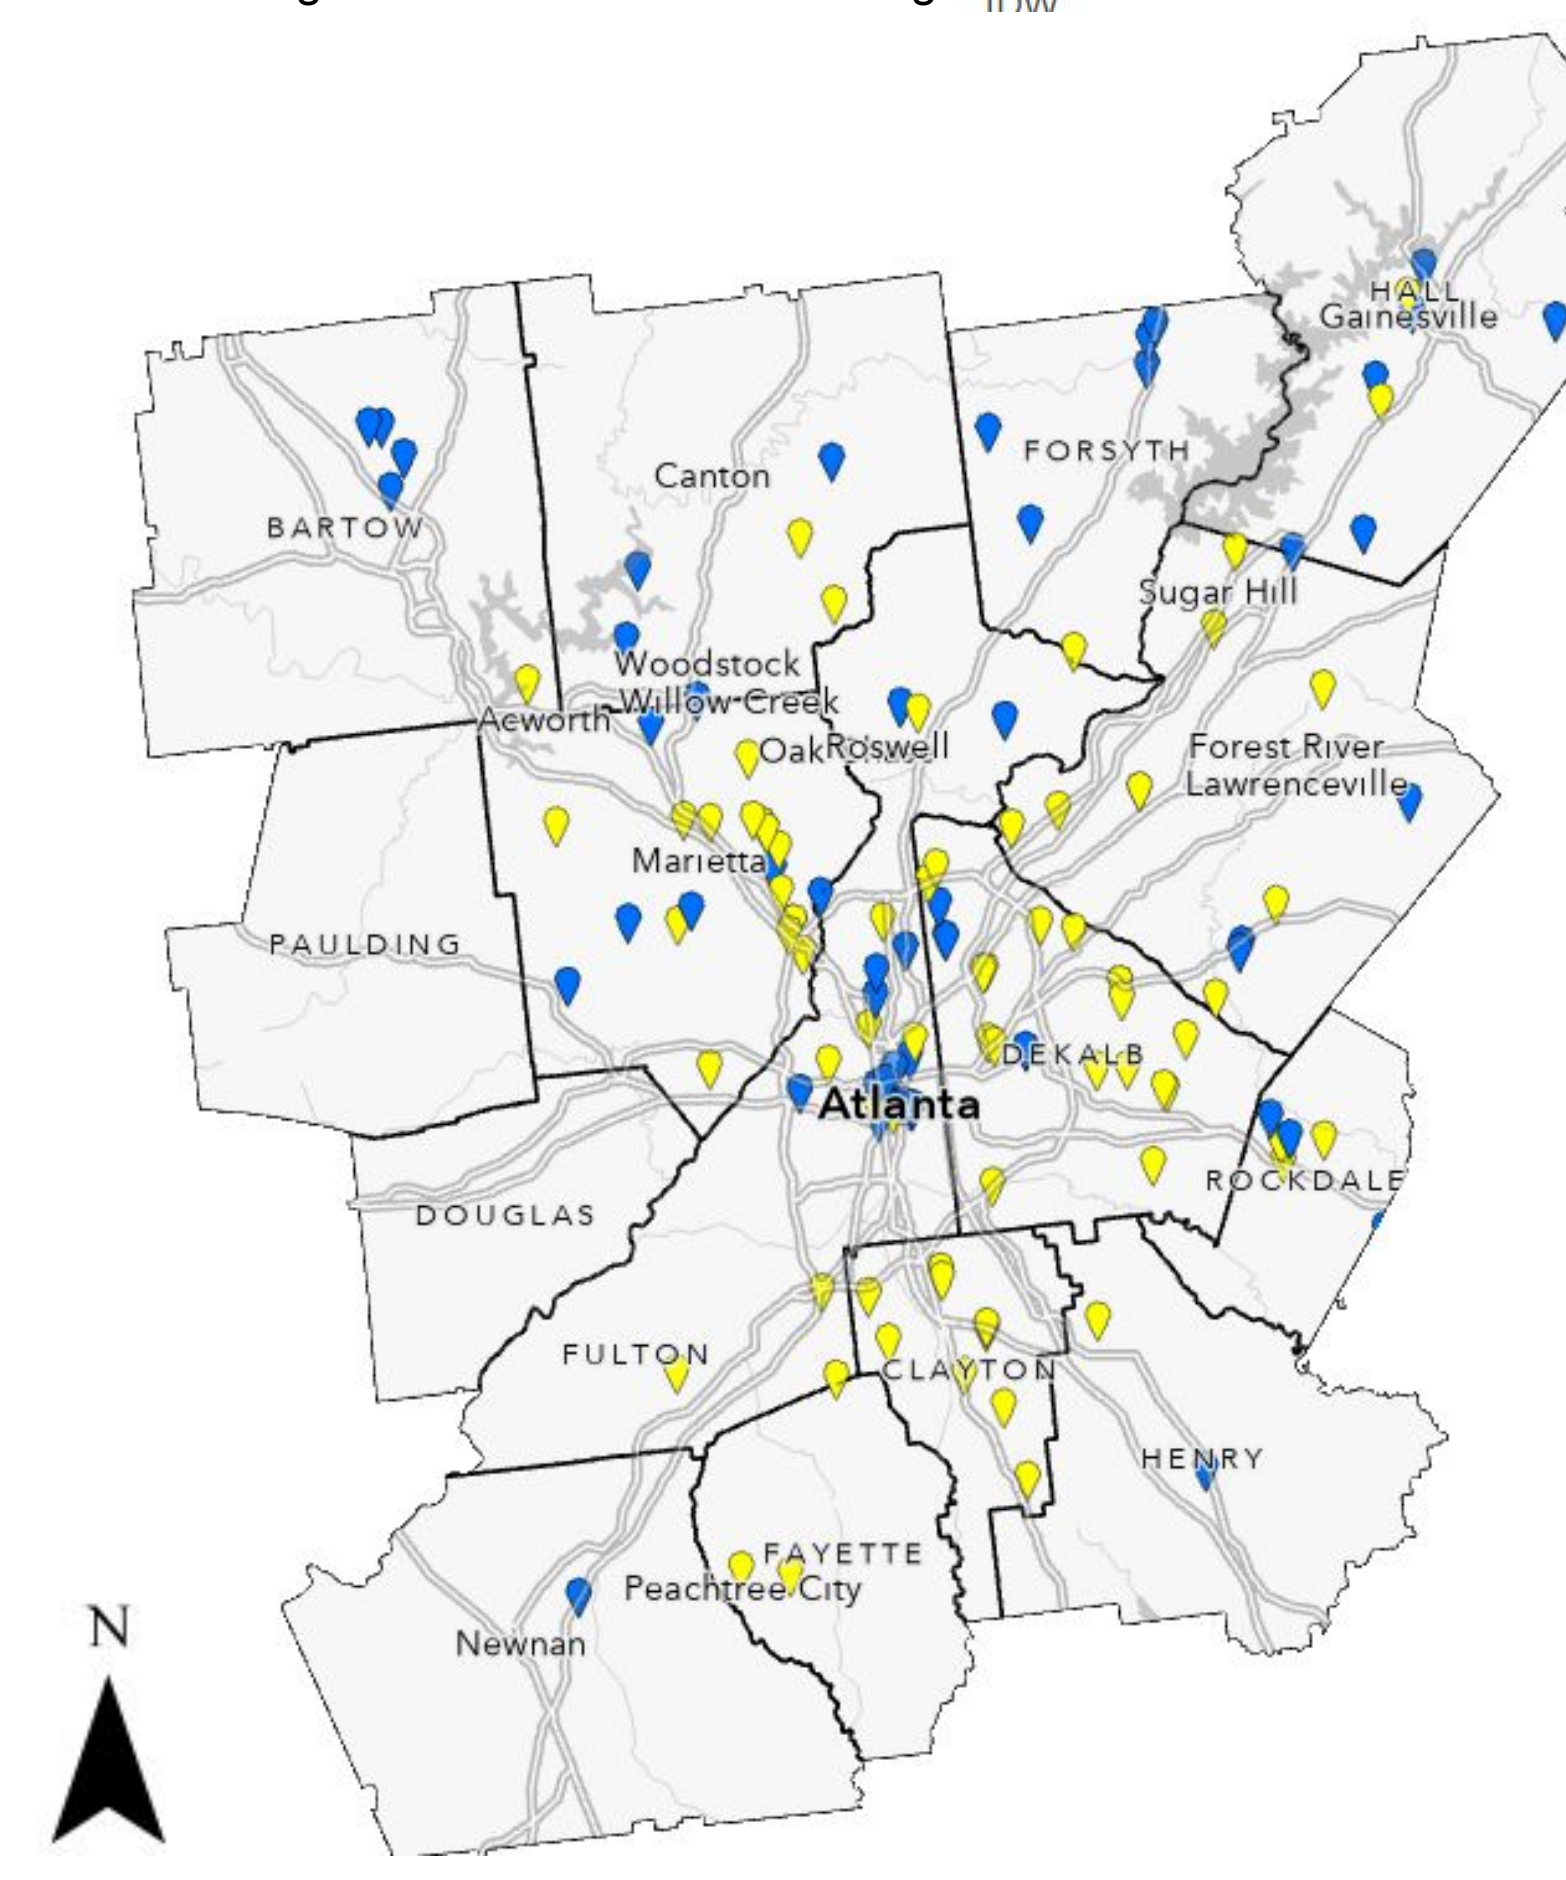 HALL
Gainesville
FORSYTH
Canton
BARTOW
Sugar Hill
Woodstock
Willow Creek
Acworth
Roswell
Forest River
Lawrenceville
Marietta
PAULDING
DEKALB
Atlanta
ROCKDALE
DOUGLAS
FULTON
CLAYTON
HENRY
FAYETTE
Peachtree City
Newnan
N